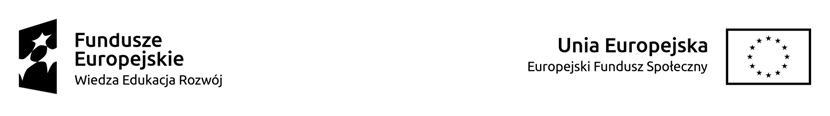 Fundusze
Europejskie
Wiedza Edukacja Rozwój
Unia Europejska
Europejski Fundusz Społeczny